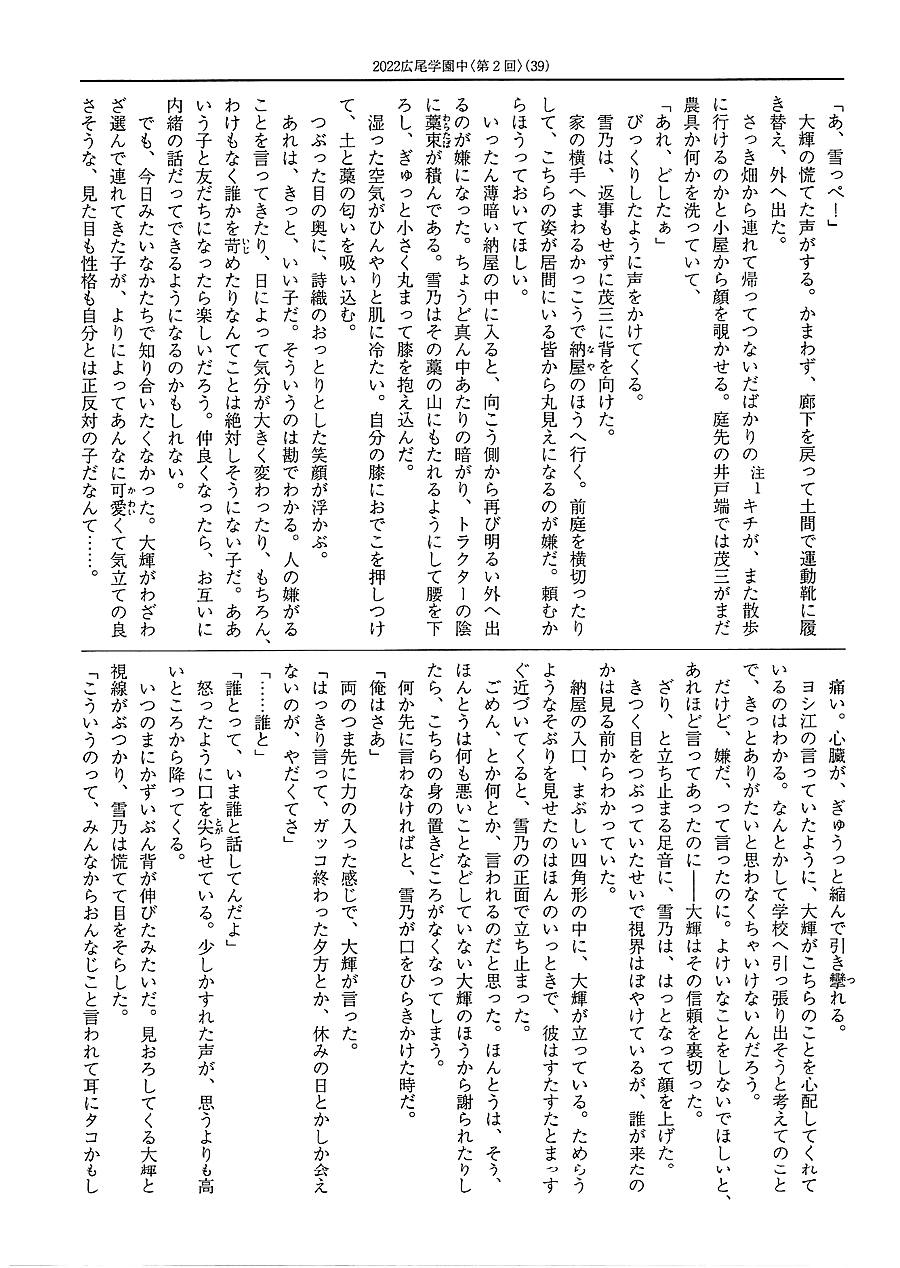 2022広尾学園中〈第2回〉(39)
「あ、雪っぺ！」
大輝の慌てた声がする。かまわず、廊下を戻って土間で運動靴に履
き替え、外へ出た。
さっき畑から連れて帰ってつないだばかりの注1キチが、また散歩
に行けるのかと小屋から顔を覗かせる。庭先の井戸端では茂三がまだ
農具か何かを洗っていて、
「あれ、どしたぁ」
びっくりしたように声をかけてくる。
雪乃は、返事もせずに茂三に背を向けた。
家の横手へまわるかっこうで納屋のほうへ行く。前庭を横切ったり
して、こちらの姿が居間にいる皆から丸見えになるのが嫌だ。頼むか
らほうっておいてほしい。
いったん薄暗い納屋の中に入ると、向こう側から再び明るい外へ出
るのが嫌になった。ちょうど真ん中あたりの暗がり、トラクターの陰
に藁束が積んである。雪乃はその藁の山にもたれるようにして腰を下
ろし、ぎゅっと小さく丸まって膝を抱え込んだ。
湿った空気がひんやりと肌に冷たい。自分の膝におでこを押しつけ
て、土と藁の匂いを吸い込む。
つぶった目の奥に、詩織のおっとりとした笑顔が浮かぶ。
あれは、きっと、いい子だ。そういうのは勘でわかる。人の嫌がる
ことを言ってきたり、日によって気分が大きく変わったり、もちろん、
わけもなく誰かを苛めたりなんてことは絶対しそうにない子だ。ああ
いう子と友だちになったら楽しいだろう。仲良くなったら、お互いに
内緒の話だってできるようになるのかもしれない。
でも、今日みたいなかたちで知り合いたくなかった。大輝がわざわ
ざ選んで連れてきた子が、よりによってあんなに可愛くて気立ての良
さそうな、見た目も性格も自分とは正反対の子だなんて……。
痛い。心臓が、ぎゅうっと縮んで引き攣れる。
ヨシ江の言っていたように、大輝がこちらのことを心配してくれて
いるのはわかる。なんとかして学校へ引っ張り出そうと考えてのこと
で、きっとありがたいと思わなくちゃいけないんだろう。
だけど、嫌だ、って言ったのに。よけいなことをしないでほしいと、
あれほど言ってあったのに――大輝はその信頼を裏切った。
ざり、と立ち止まる足音に、雪乃は、はっとなって顔を上げた。
きつく目をつぶっていたせいで視界はぼやけているが、誰が来たの
かは見る前からわかっていた。
納屋の入口、まぶしい四角形の中に、大輝が立っている。ためらう
ようなそぶりを見せたのはほんのいっときで、彼はすたすたとまっす
ぐ近づいてくると、雪乃の正面で立ち止まった。
ごめん、とか何とか、言われるのだと思った。ほんとうは、そう、
ほんとうは何も悪いことなどしていない大輝のほうから謝られたりし
たら、こちらの身の置きどころがなくなってしまう。
何か先に言わなければと、雪乃が口をひらきかけた時だ。
「俺はさあ」
両のつま先に力の入った感じで、大輝が言った。
「はっきり言って、ガッコ終わった夕方とか、休みの日とかしか会え
ないのが、やだくてさ」
「……誰と」
「誰とって、いま誰と話してんだよ」
怒ったように口を尖らせている。少しかすれた声が、思うよりも高
いところから降ってくる。
いつのまにかずいぶん背が伸びたみたいだ。見おろしてくる大輝と
視線がぶつかり、雪乃は慌てて目をそらした。
「こういうのって、みんなからおんなじこと言われて耳にタコかもし